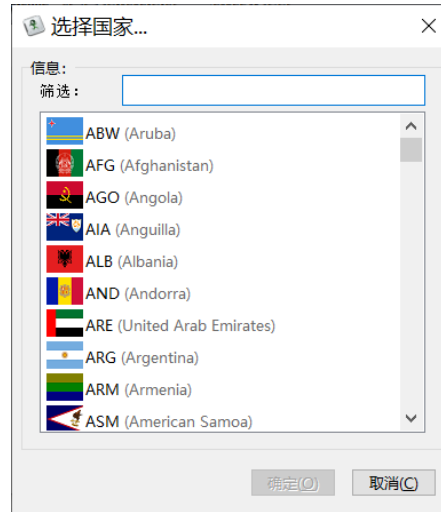 选择国家...
信息:
筛选:
ABW (Aruba)
AFG (Afghanistan)
AGO (Angola)
AIA (Anguilla)
ALB (Albania)
AND (Andorra)
ARE (United Arab Emirates)
ARG (Argentina)
ARM (Armenia)
ASM (American Samoa)
确定(O) 取消(C)